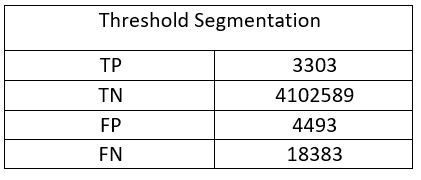 Threshold Segmentation
TP 3303
TN 4102589
FP 4493
FN 18383